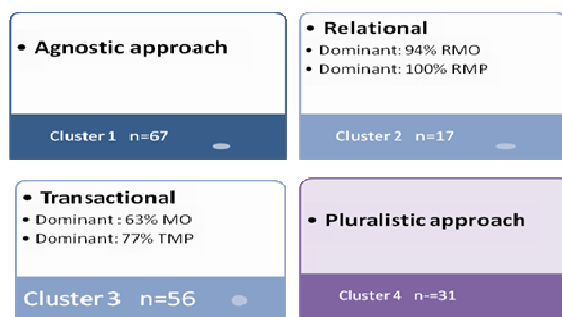 • Agnostic approach
Cluster 1 n=67
• Relational
• Dominant: 94% RMO
• Dominant: 100% RMP
Cluster 2 n=17
• Transactional
• Dominant : 63% MO
• Dominant: 77% TMP
Cluster 3 n=56
• Pluralistic approach
Cluster 4 n-=31